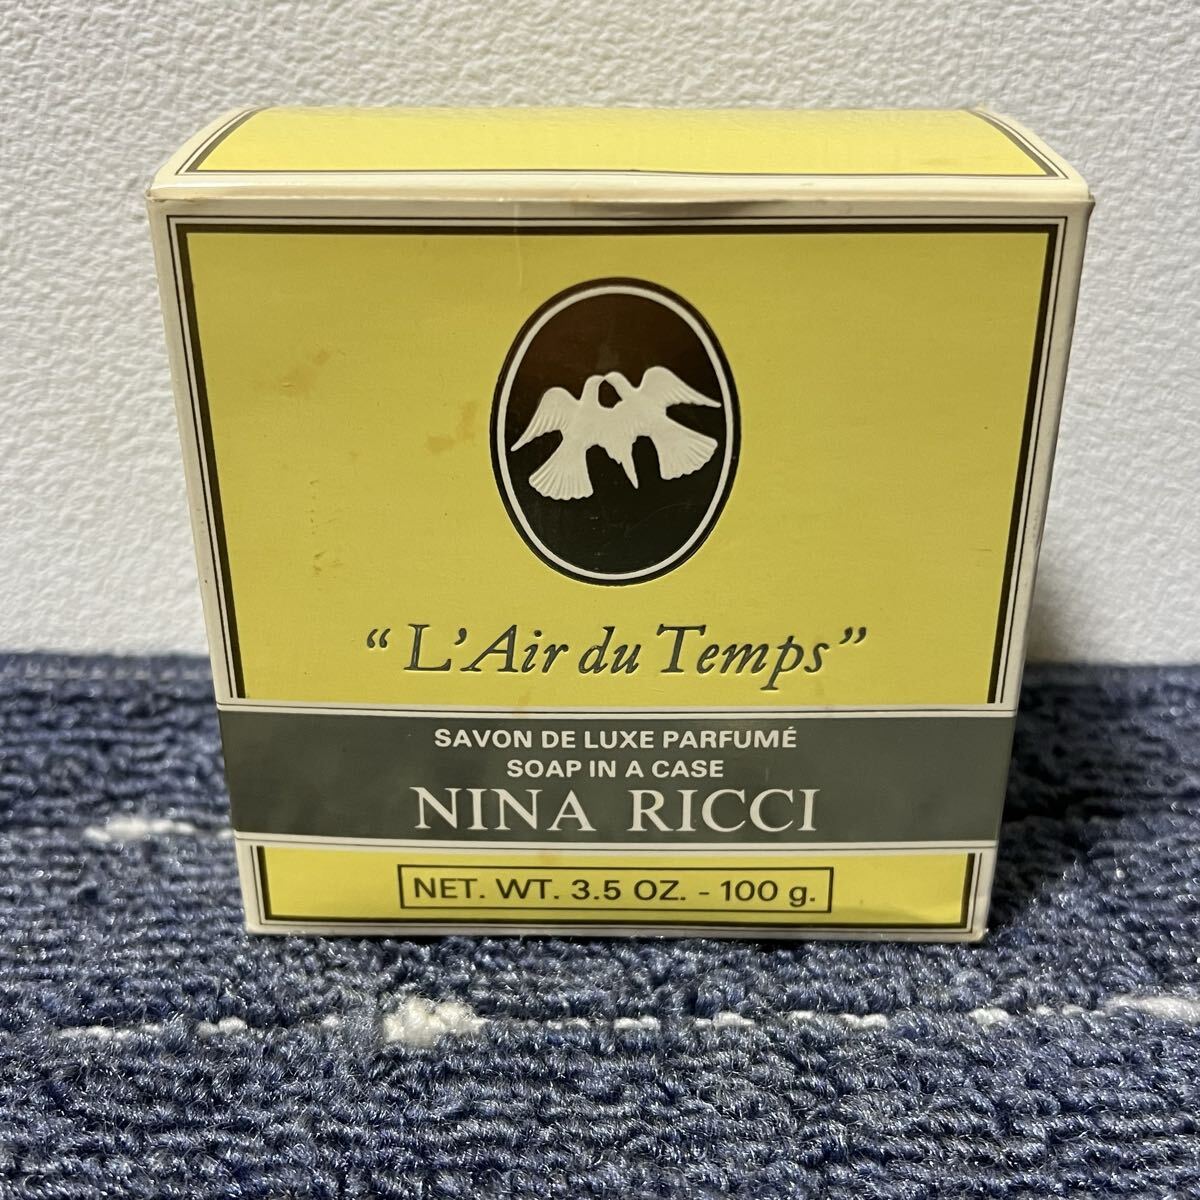 “L’Air du Temps”
SAVON DE LUXE PARFUMÉ
SOAP IN A CASE
NINA RICCI
NET. WT. 3.5 OZ. - 100 g.